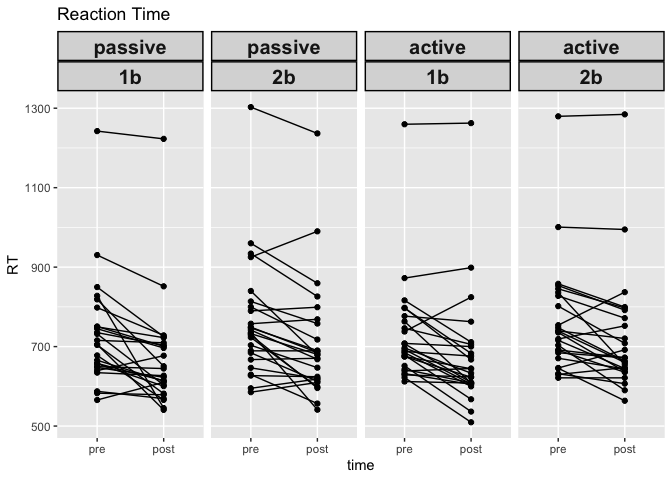 Reaction Time
passive passive active active
1b 2b 1b 2b
1300
1100
900
700
500
RT
pre post pre post pre post pre post
time